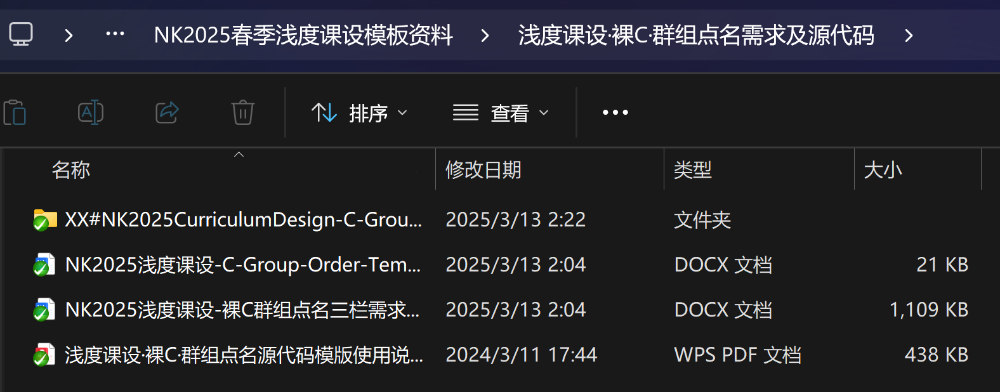 NK2025春季浅度课设模板资料 浅度课设·裸C·群组点名需求及源代码
排序 查看
名称 修改日期 类型 大小
XX#NK2025CurriculumDesign-C-Grou... 2025/3/13 2:22 文件夹
NK2025浅度课设-C-Group-Order-Tem... 2025/3/13 2:04 DOCX 文档 21 KB
NK2025浅度课设-裸C群组点名三栏需求... 2025/3/13 2:04 DOCX 文档 1,109 KB
浅度课设·裸C·群组点名源代码模版使用说... 2024/3/11 17:44 WPS PDF 文档 438 KB